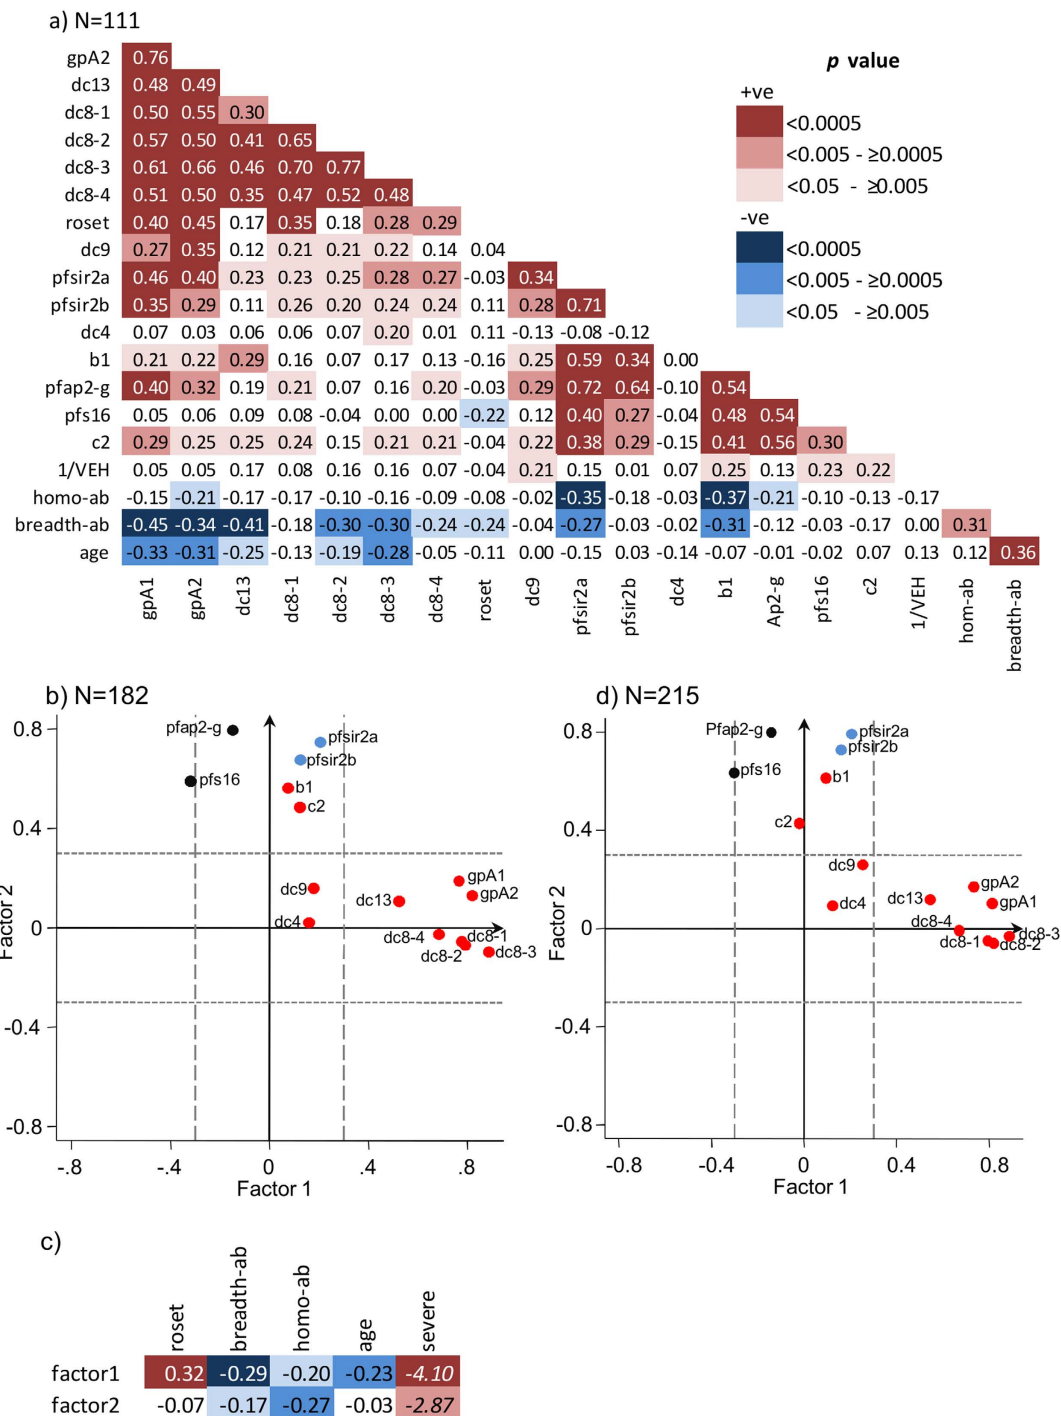 a) N=111
gpA2 0.76
dc13 0.48 0.49
dc8-1 0.50 0.55 0.30
dc8-2 0.57 0.50 0.41 0.65
dc8-3 0.61 0.66 0.46 0.70 0.77
dc8-4 0.51 0.50 0.35 0.47 0.52 0.48
roset 0.40 0.45 0.17 0.35 0.18 0.28 0.29
dc9 0.27 0.35 0.12 0.21 0.21 0.22 0.14 0.04
pfsir2a 0.46 0.40 0.23 0.23 0.25 0.28 0.27 -0.03 0.34
pfsir2b 0.35 0.29 0.11 0.26 0.20 0.24 0.24 0.11 0.28 0.71
dc4 0.07 0.03 0.06 0.06 0.07 0.20 0.01 0.11 -0.13 -0.08 -0.12
b1 0.21 0.22 0.29 0.16 0.07 0.17 0.13 -0.16 0.25 0.59 0.34 0.00
pfap2-g 0.40 0.32 0.19 0.21 0.07 0.16 0.20 -0.03 0.29 0.72 0.64 -0.10 0.54
pfs16 0.05 0.06 0.09 0.08 -0.04 0.00 0.00 -0.22 0.12 0.40 0.27 -0.04 0.48 0.54
c2 0.29 0.25 0.25 0.24 0.15 0.21 0.21 -0.04 0.22 0.38 0.29 -0.15 0.41 0.56 0.30
1/VEH 0.05 0.05 0.17 0.08 0.16 0.16 0.07 -0.04 0.21 0.15 0.01 0.07 0.25 0.13 0.23 0.22
homo-ab -0.15 -0.21 -0.17 -0.17 -0.10 -0.16 -0.09 -0.08 -0.02 -0.35 -0.18 -0.03 -0.37 -0.21 -0.10 -0.13 -0.17
breadth-ab -0.45 -0.34 -0.41 -0.18 -0.30 -0.30 -0.24 -0.24 -0.04 -0.27 -0.03 -0.02 -0.31 -0.12 -0.03 -0.17 0.00 0.31
age -0.33 -0.31 -0.25 -0.13 -0.19 -0.28 -0.05 -0.11 0.00 -0.15 0.03 -0.14 -0.07 -0.01 -0.02 0.07 0.13 0.12 0.36
gpA1 gpA2 dc13 dc8-1 dc8-2 dc8-3 dc8-4 roset dc9 pfsir2a pfsir2b dc4 b1 Ap2-g pfs16 c2 1/VEH hom-ab breadth-ab
p value
+ve
<0.0005
<0.005 - ≥0.0005
<0.05 - ≥0.005
-ve
<0.0005
<0.005 - ≥0.0005
<0.05 - ≥0.005
b) N=182
Factor 2
0.8
0.4
0
-0.4
-0.8
pfap2-g
pfsir2a
pfsir2b
pfs16
b1
c2
dc9
dc4
dc13
gpA1
gpA2
dc8-4
dc8-1
dc8-2
dc8-3
-.8 -.4 0 .4 .8
Factor 1
d) N=215
Factor 2
0.8
0.4
0
-0.4
-0.8
Pfap2-g
pfsir2a
pfsir2b
pfs16
b1
c2
dc9
dc4
dc13
gpA2
gpA1
dc8-4
dc8-3
dc8-1
dc8-2
-0.8 -0.4 0 0.4 0.8
Factor 1
c)
roset breadth-ab homo-ab age severe
factor1 0.32 -0.29 -0.20 -0.23 -4.10
factor2 -0.07 -0.17 -0.27 -0.03 -2.87